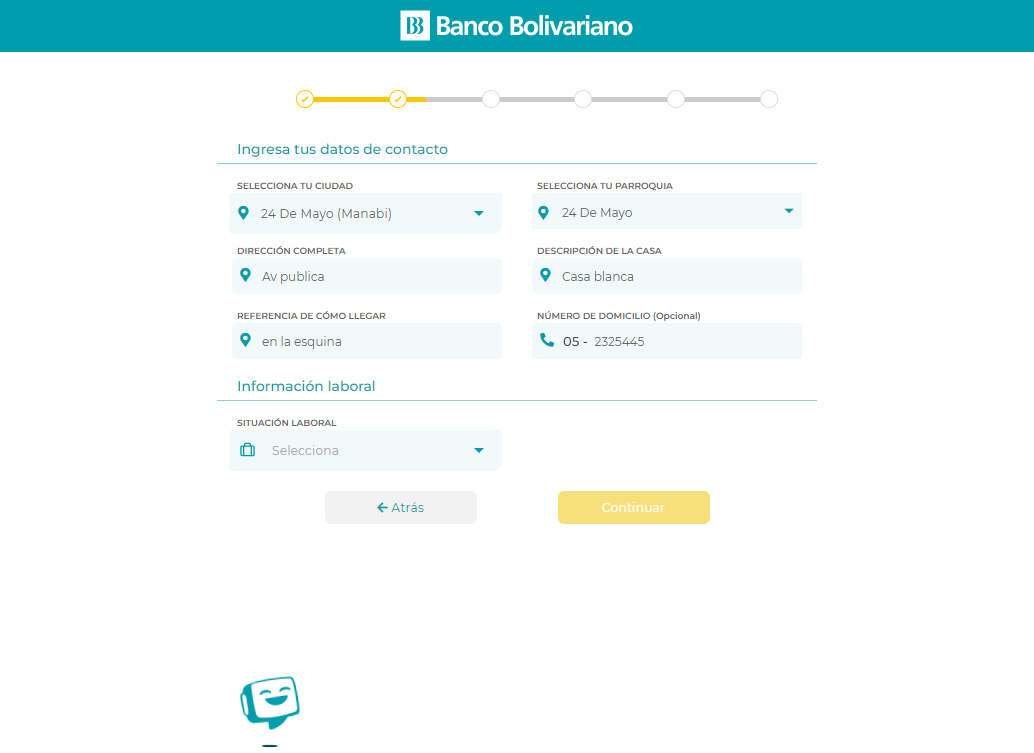 Banco Bolivariano
Ingresa tus datos de contacto
SELECCIONA TU CIUDAD
24 De Mayo (Manabi)
SELECCIONA TU PARROQUIA
24 De Mayo
DIRECCIÓN COMPLETA
Av publica
DESCRIPCIÓN DE LA CASA
Casa blanca
REFERENCIA DE CÓMO LLEGAR
en la esquina
NÚMERO DE DOMICILIO (Opcional)
05 - 2325445
Información laboral
SITUACIÓN LABORAL
Selecciona
Atrás
Continuar